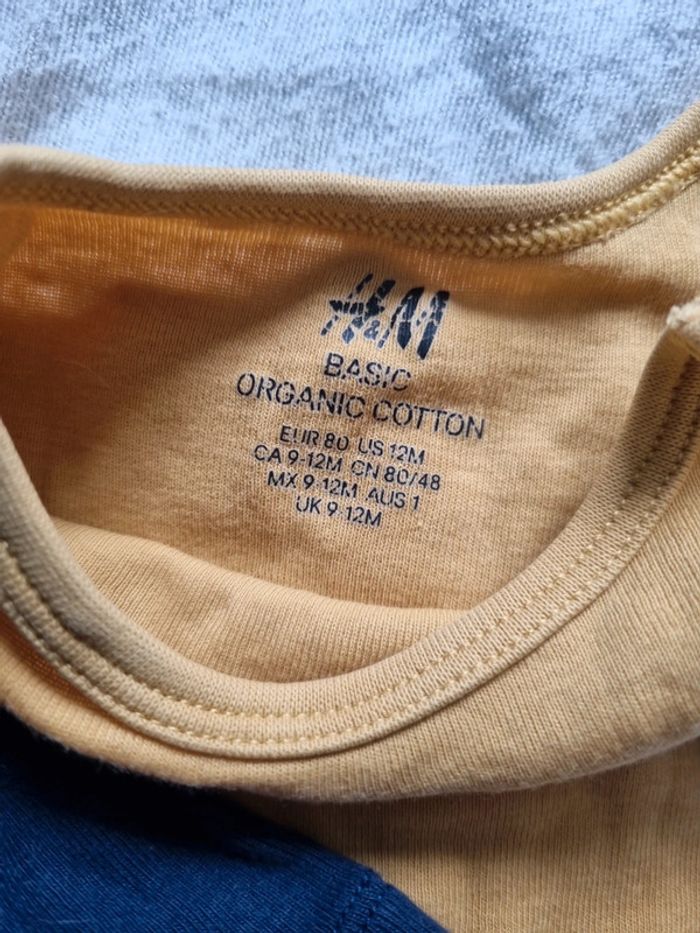 H&M
BASIC
ORGANIC COTTON
EUR 80 US 12M
CA 9-12M CN 80/48
MX 9-12M AUS 1
UK 9-12M